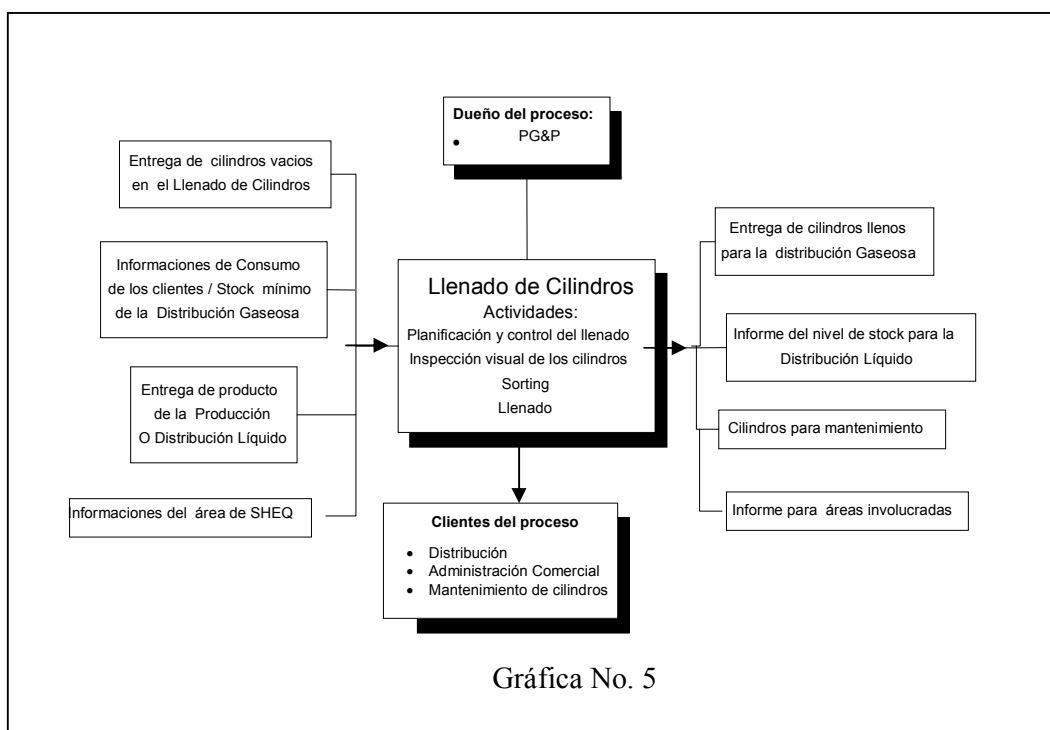 Dueño del proceso:
• PG&P
Entrega de cilindros vacios
en el Llenado de Cilindros
Informaciones de Consumo
de los clientes / Stock mínimo
de la Distribución Gaseosa
Entrega de producto
de la Producción
O Distribución Líquido
Informaciones del área de SHEQ
Llenado de Cilindros
Actividades:
Planificación y control del llenado
Inspección visual de los cilindros
Sorting
Llenado
Entrega de cilindros llenos
para la distribución Gaseosa
Informe del nivel de stock para la
Distribución Líquido
Cilindros para mantenimiento
Informe para áreas involucradas
Clientes del proceso
• Distribución
• Administración Comercial
• Mantenimiento de cilindros
Gráfica No. 5